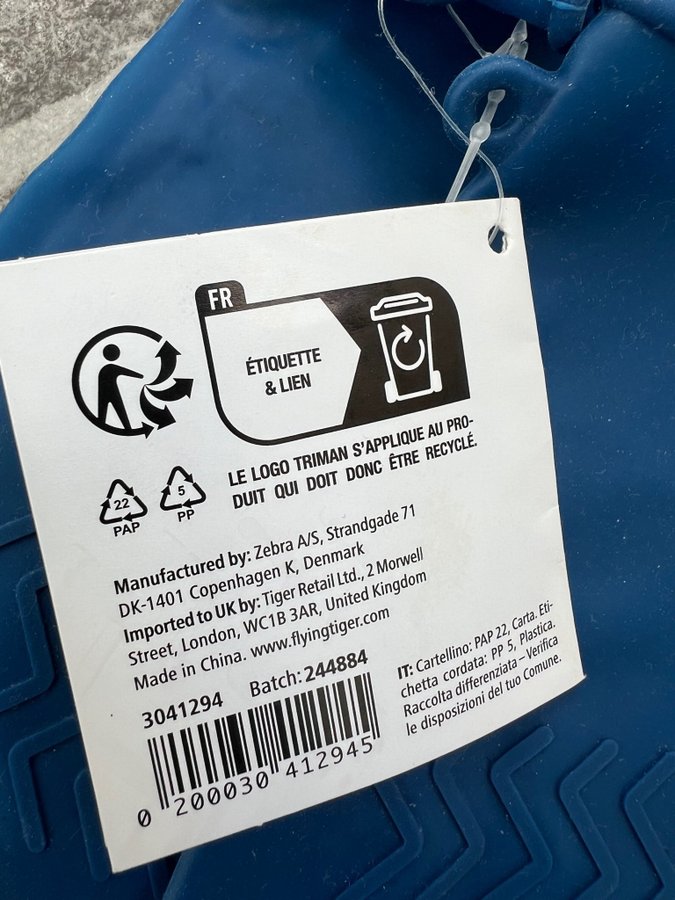 FR
ÉTIQUETTE
& LIEN
LE LOGO TRIMAN S'APPLIQUE AU PRO-
DUIT QUI DOIT DONC ÊTRE RECYCLÉ.
22
PAP
5
PP
Manufactured by: Zebra A/S, Strandgade 71
DK-1401 Copenhagen K, Denmark
Imported to UK by: Tiger Retail Ltd., 2 Morwell
Street, London, WC1B 3AR, United Kingdom
Made in China. www.flyingtiger.com
3041294 Batch: 244884
0 200030 412945
IT: Cartellino: PAP 22, Carta. Eti-
chetta cordata: PP 5, Plastica.
Raccolta differenziata – Verifica
le disposizioni del tuo Comune.